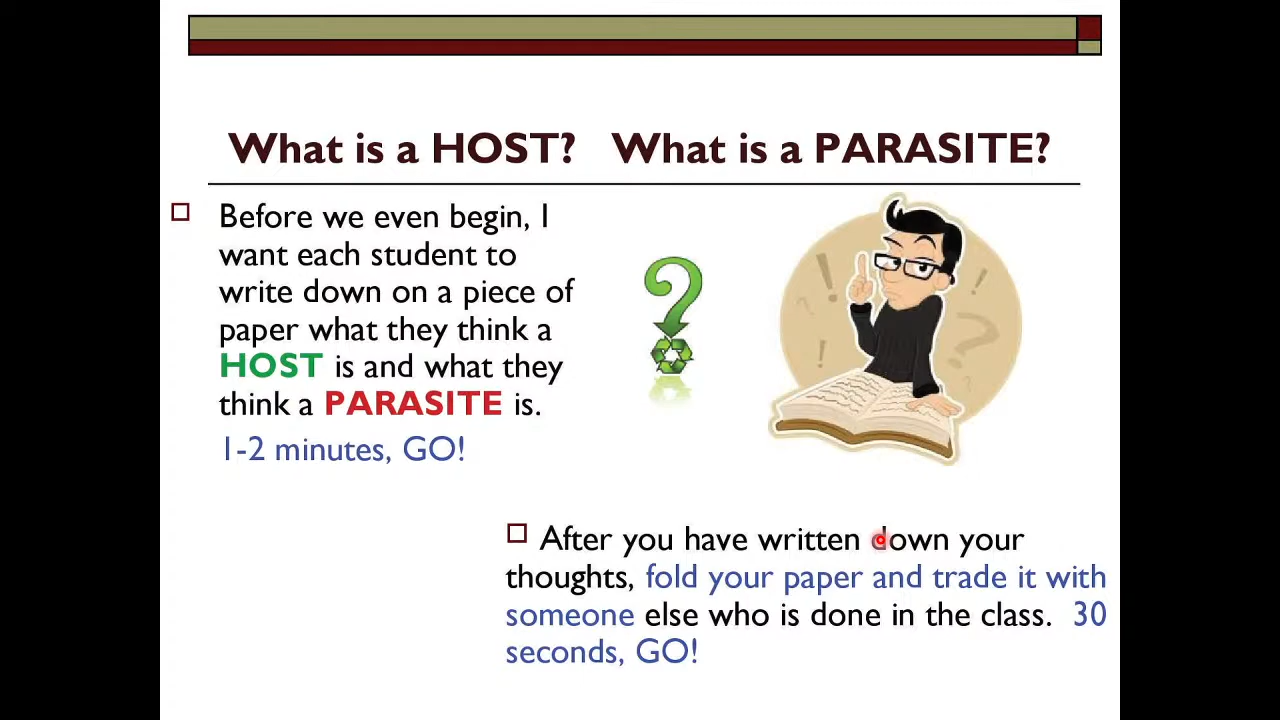 What is a HOST? What is a PARASITE?
Before we even begin, I
want each student to
write down on a piece of
paper what they think a
HOST is and what they
think a PARASITE is.
1-2 minutes, GO!
After you have written down your
thoughts, fold your paper and trade it with
someone else who is done in the class. 30
seconds, GO!